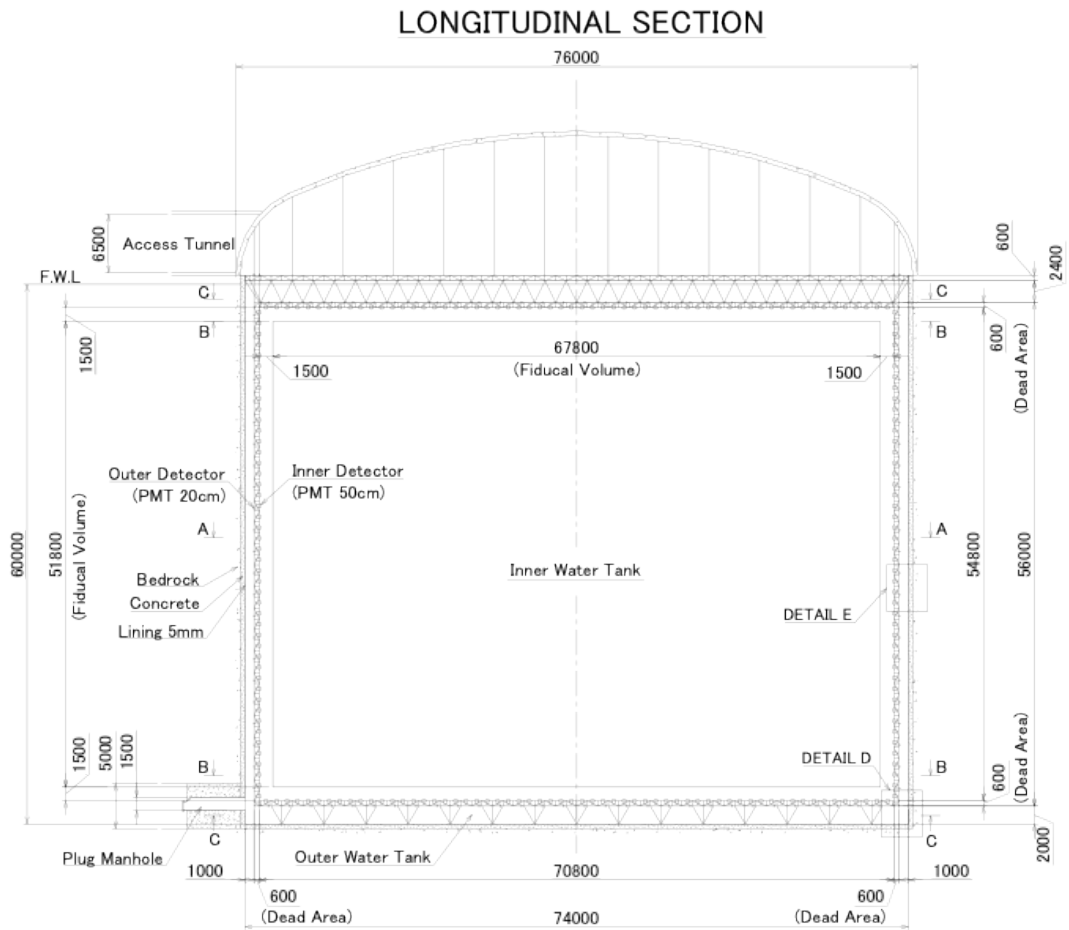 LONGITUDINAL SECTION
76000
6500
Access Tunnel
600
2400
F.W.L
C
C
B
B
1500
67800
(Fiducal Volume)
1500
1500
600
(Dead Area)
Outer Detector
(PMT 20cm)
Inner Detector
(PMT 50cm)
A
A
60000
51800
(Fiducal Volume)
54800
56000
Bedrock
Concrete
Lining 5mm
Inner Water Tank
DETAIL E
1500
5000
1500
B
DETAIL D
B
600
(Dead Area)
C
C
2000
Plug Manhole
Outer Water Tank
1000
70800
1000
600
(Dead Area)
600
(Dead Area)
74000